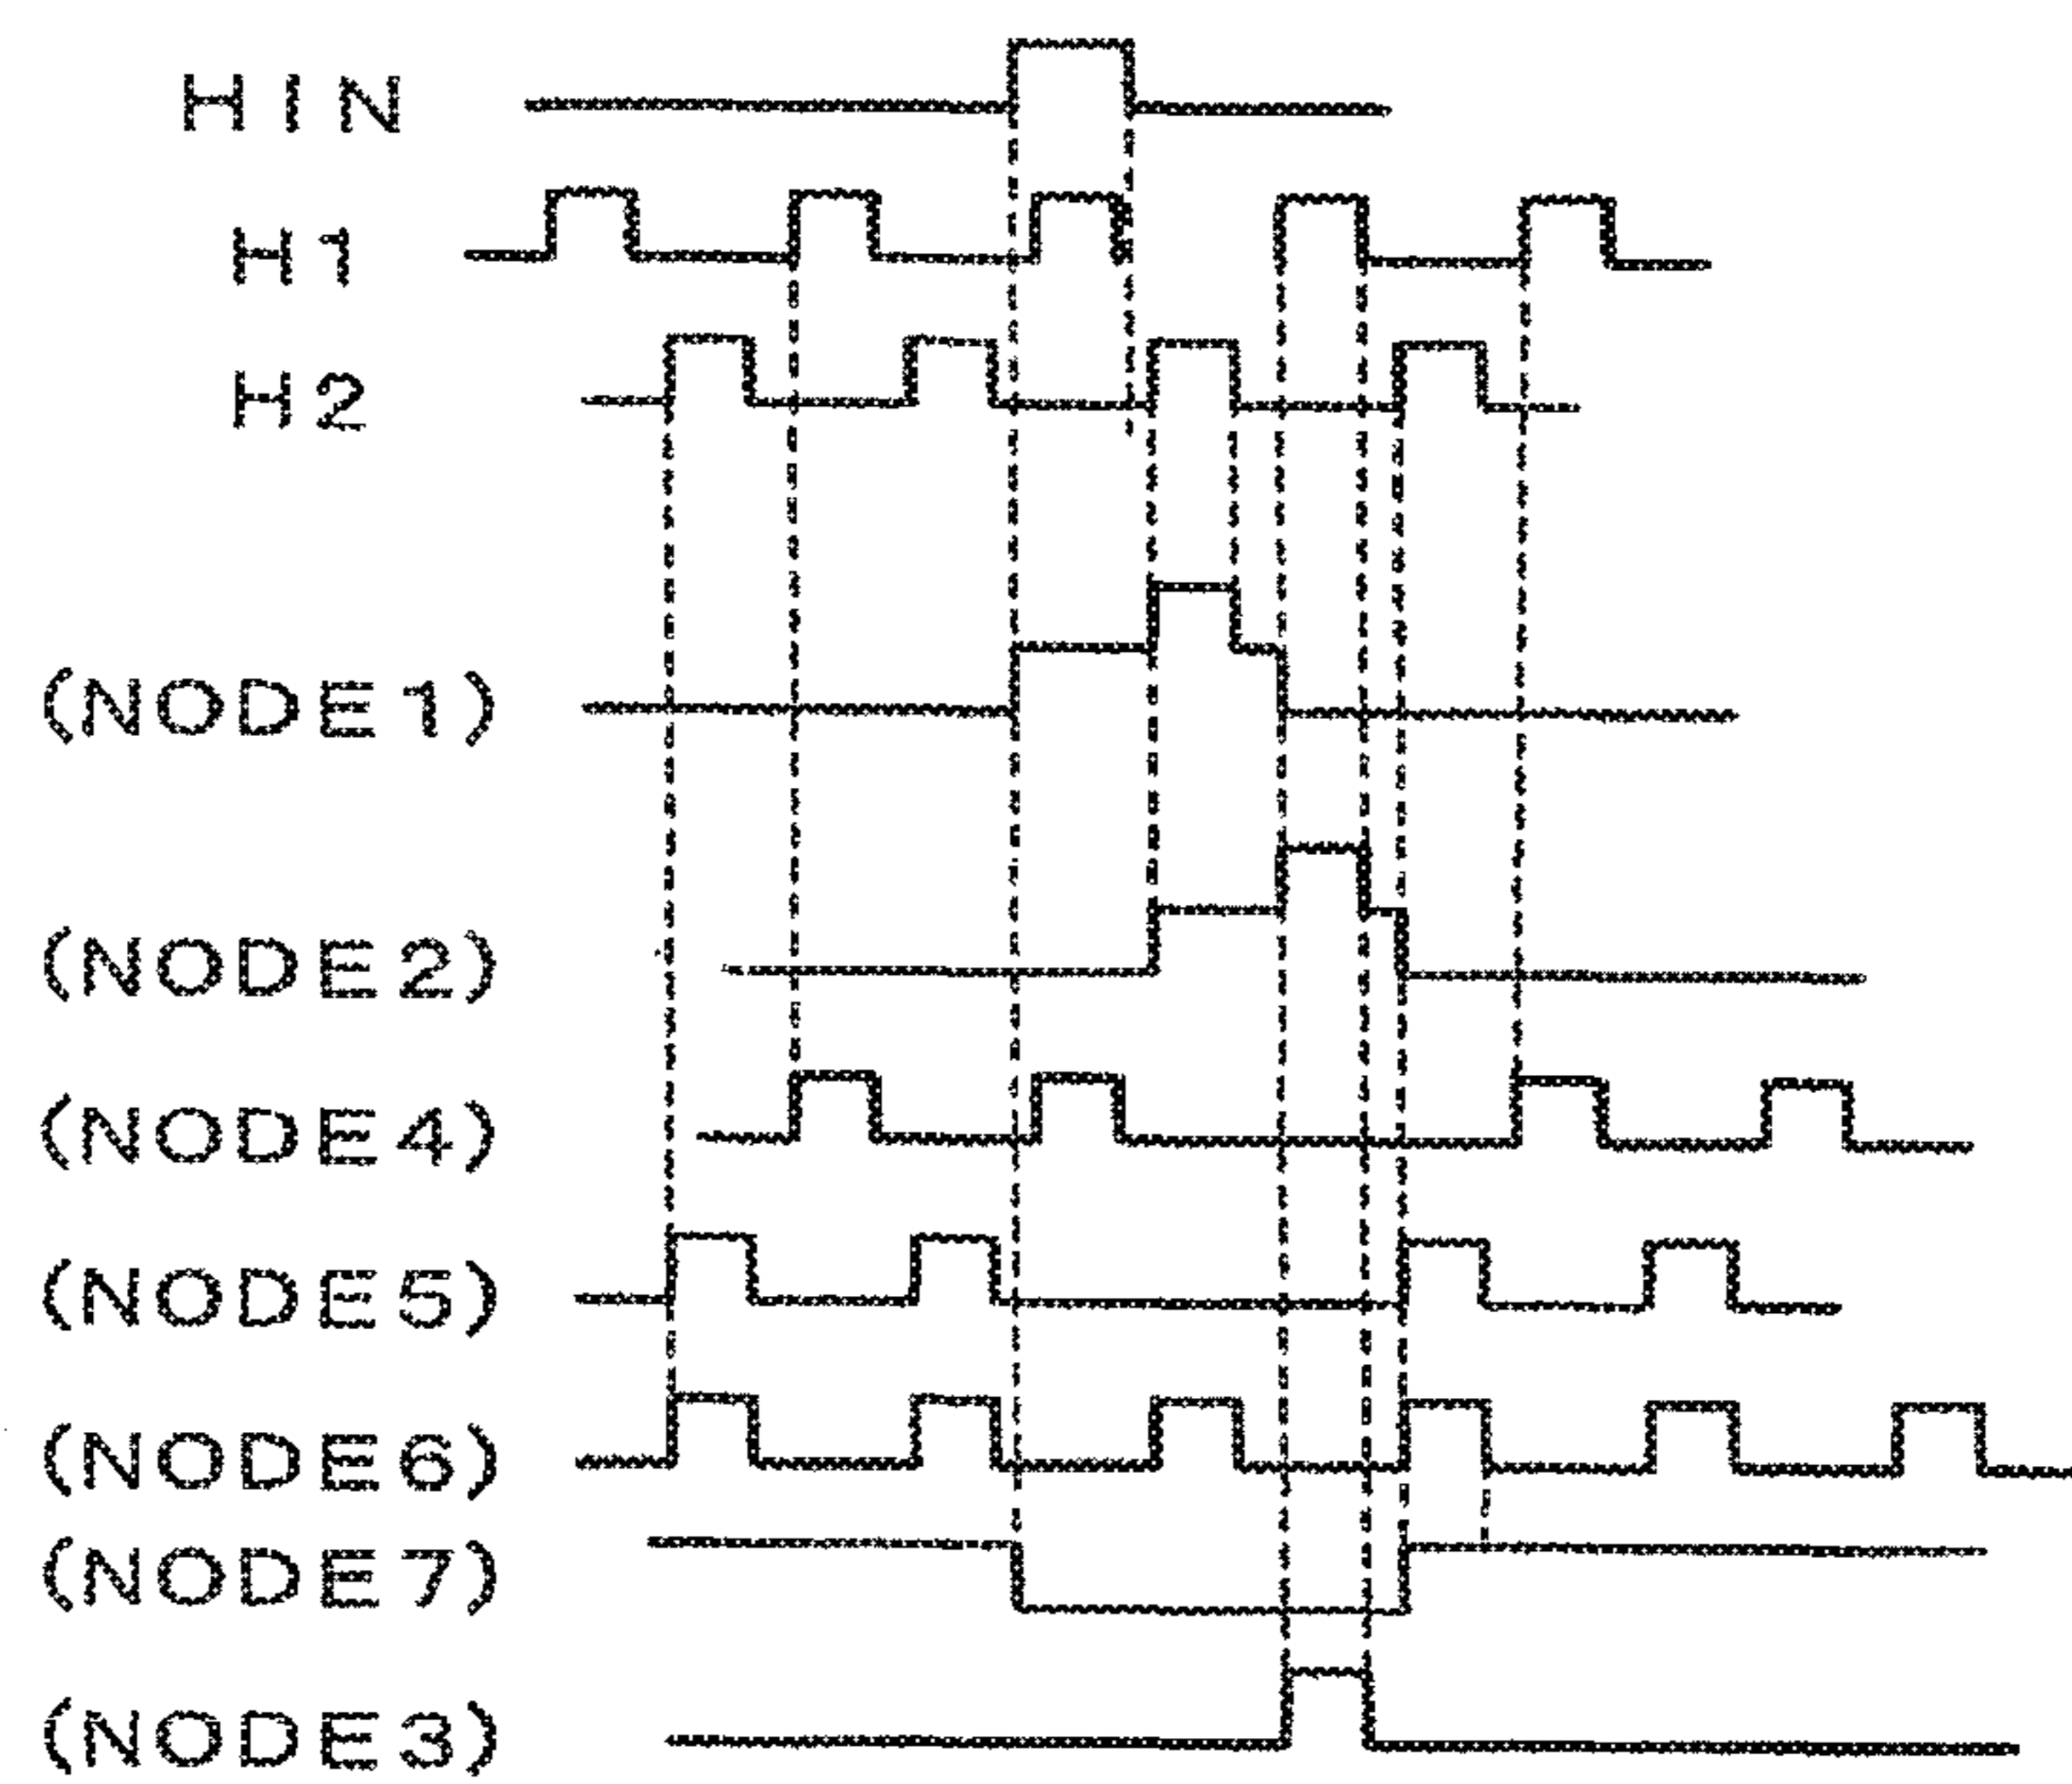 HIN
H1
H2
(NODE1)
(NODE2)
(NODE4)
(NODE5)
(NODE6)
(NODE7)
(NODE3)